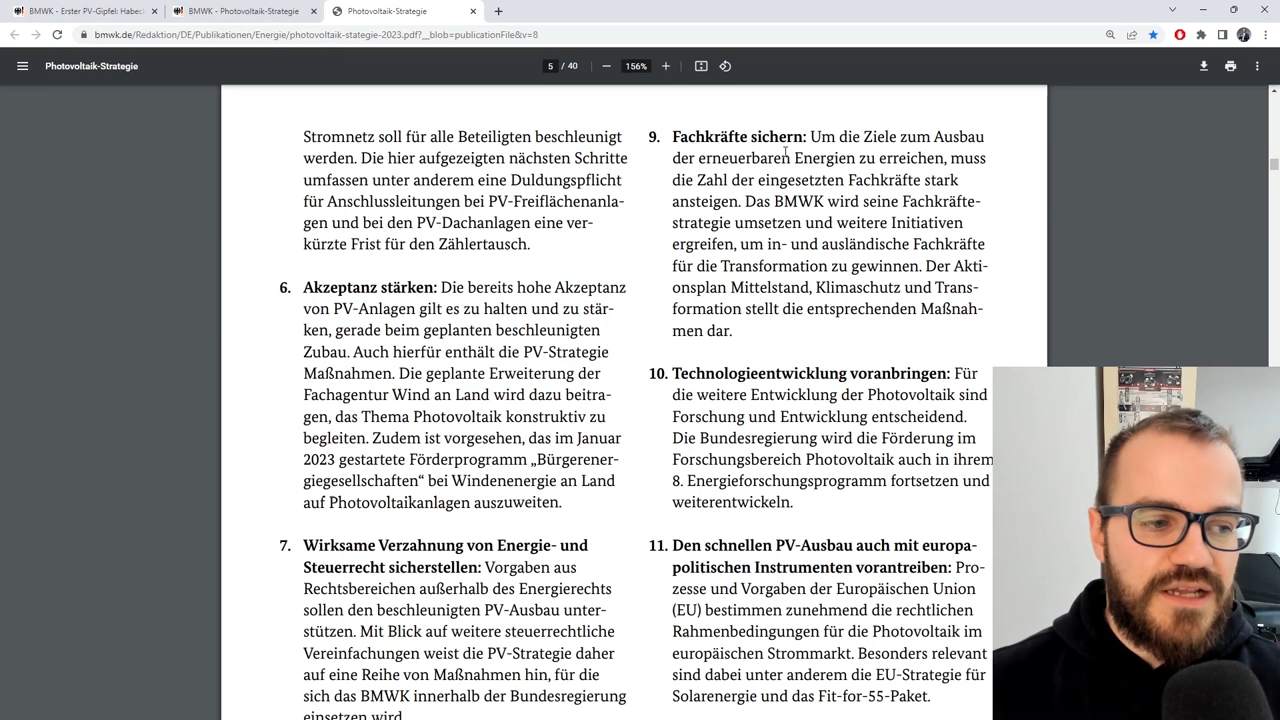 BMWK - Erster PV-Gipfel: Habec
BMWK - Photovoltaik-Strategie
Photovoltaik-Strategie
bmwk.de/Redaktion/DE/Publikationen/Energie/photovoltaik-stategie-2023.pdf?__blob=publicationFile&v=8
Photovoltaik-Strategie
5 / 40
156%
Stromnetz soll für alle Beteiligten beschleunigt
werden. Die hier aufgezeigten nächsten Schritte
umfassen unter anderem eine Duldungspflicht
für Anschlussleitungen bei PV-Freiflächenanla-
gen und bei den PV-Dachanlagen eine ver-
kürzte Frist für den Zählertausch.
6. Akzeptanz stärken: Die bereits hohe Akzeptanz
von PV-Anlagen gilt es zu halten und zu stär-
ken, gerade beim geplanten beschleunigten
Zubau. Auch hierfür enthält die PV-Strategie
Maßnahmen. Die geplante Erweiterung der
Fachagentur Wind an Land wird dazu beitra-
gen, das Thema Photovoltaik konstruktiv zu
begleiten. Zudem ist vorgesehen, das im Januar
2023 gestartete Förderprogramm „Bürgerener-
giegesellschaften“ bei Windenergie an Land
auf Photovoltaikanlagen auszuweiten.
7. Wirksame Verzahnung von Energie- und
Steuerrecht sicherstellen: Vorgaben aus
Rechtsbereichen außerhalb des Energierechts
sollen den beschleunigten PV-Ausbau unter-
stützen. Mit Blick auf weitere steuerrechtliche
Vereinfachungen weist die PV-Strategie daher
auf eine Reihe von Maßnahmen hin, für die
sich das BMWK innerhalb der Bundesregierung
einsetzen wird
9. Fachkräfte sichern: Um die Ziele zum Ausbau
der erneuerbaren Energien zu erreichen, muss
die Zahl der eingesetzten Fachkräfte stark
ansteigen. Das BMWK wird seine Fachkräfte-
strategie umsetzen und weitere Initiativen
ergreifen, um in- und ausländische Fachkräfte
für die Transformation zu gewinnen. Der Akti-
onsplan Mittelstand, Klimaschutz und Trans-
formation stellt die entsprechenden Maßnah-
men dar.
10. Technologieentwicklung voranbringen: Für
die weitere Entwicklung der Photovoltaik sind
Forschung und Entwicklung entscheidend.
Die Bundesregierung wird die Förderung im
Forschungsbereich Photovoltaik auch in ihrem
8. Energieforschungsprogramm fortsetzen und
weiterentwickeln.
11. Den schnellen PV-Ausbau auch mit europa-
politischen Instrumenten vorantreiben: Pro-
zesse und Vorgaben der Europäischen Union
(EU) bestimmen zunehmend die rechtlichen
Rahmenbedingungen für die Photovoltaik im
europäischen Strommarkt. Besonders relevant
sind dabei unter anderem die EU-Strategie für
Solarenergie und das Fit-for-55-Paket.